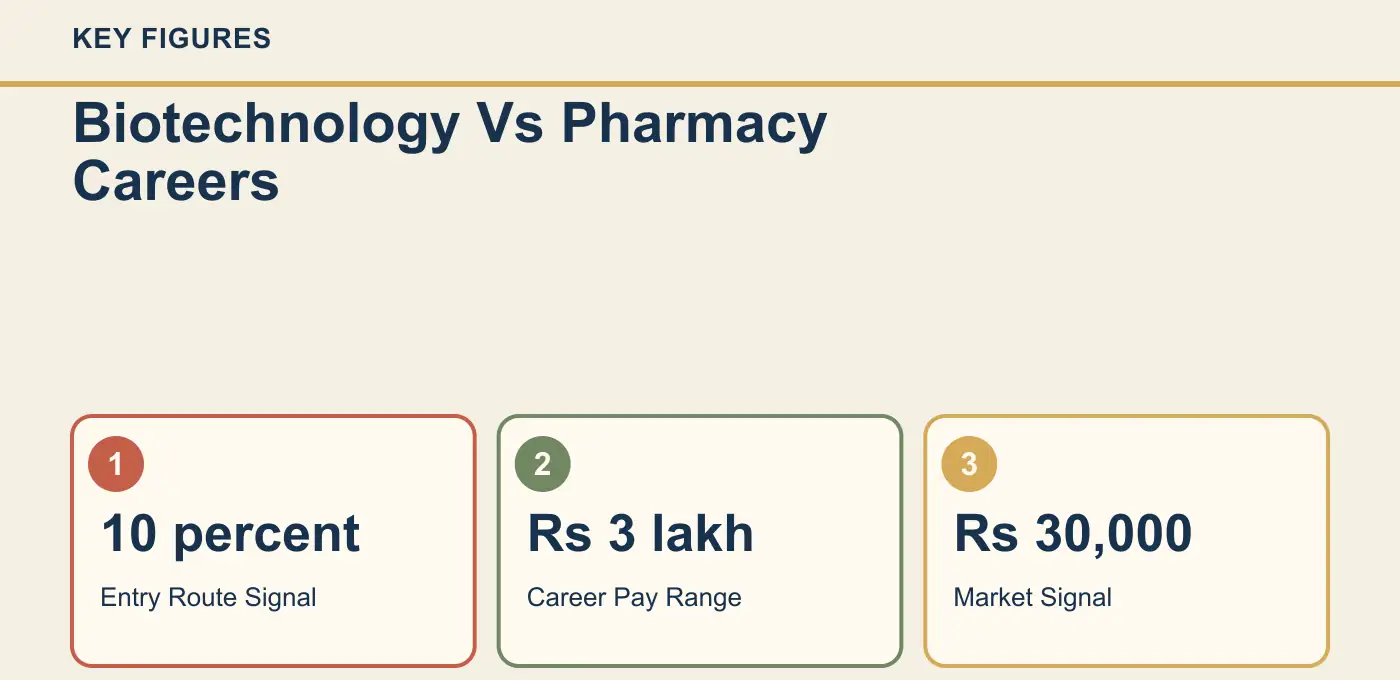 KEY FIGURES
Biotechnology Vs Pharmacy
Careers
1
10 percent
Entry Route Signal
2
Rs 3 lakh
Career Pay Range
3
Rs 30,000
Market Signal